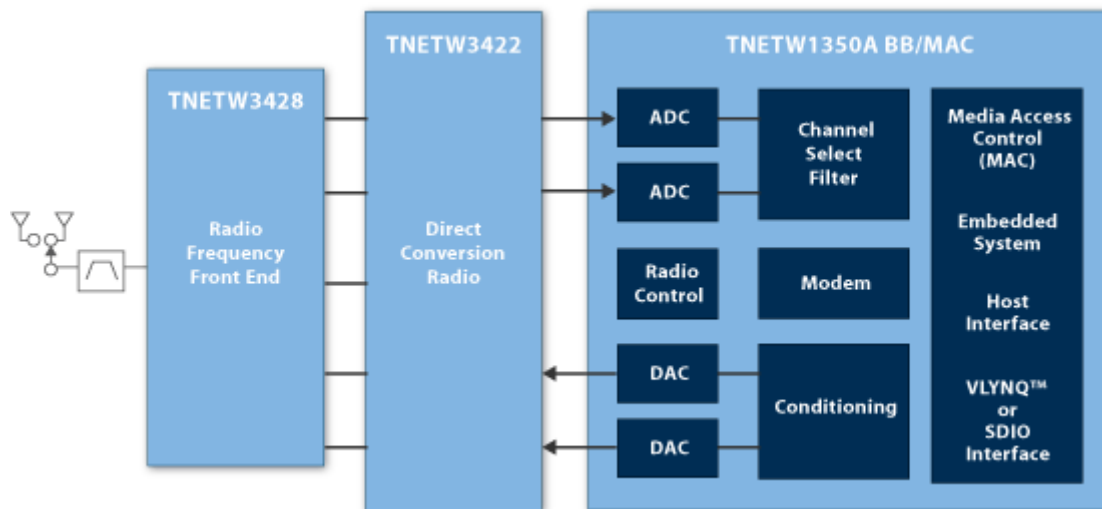 TNETW3428
Radio
Frequency
Front End
TNETW3422
Direct
Conversion
Radio
TNETW1350A BB/MAC
ADC
ADC
Channel
Select
Filter
Radio
Control
Modem
DAC
DAC
Conditioning
Media Access
Control
(MAC)
Embedded
System
Host
Interface
VLYNQ™
or
SDIO
Interface